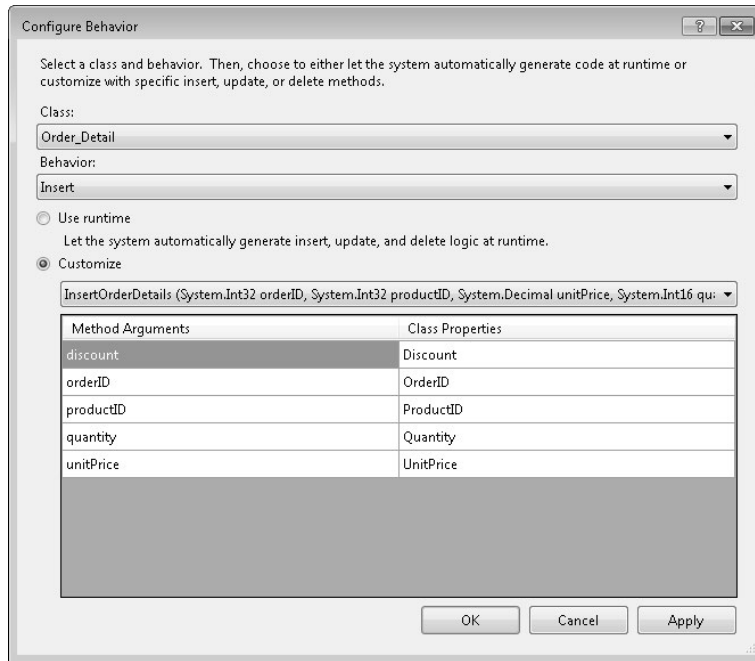 Configure Behavior
Select a class and behavior. Then, choose to either let the system automatically generate code at runtime or
customize with specific insert, update, or delete methods.
Class:
Order_Detail
Behavior:
Insert
Use runtime
Let the system automatically generate insert, update, and delete logic at runtime.
Customize
InsertOrderDetails (System.Int32 orderID, System.Int32 productID, System.Decimal unitPrice, System.Int16 qua
Method Arguments Class Properties
discount Discount
orderID OrderID
productID ProductID
quantity Quantity
unitPrice UnitPrice
OK Cancel Apply